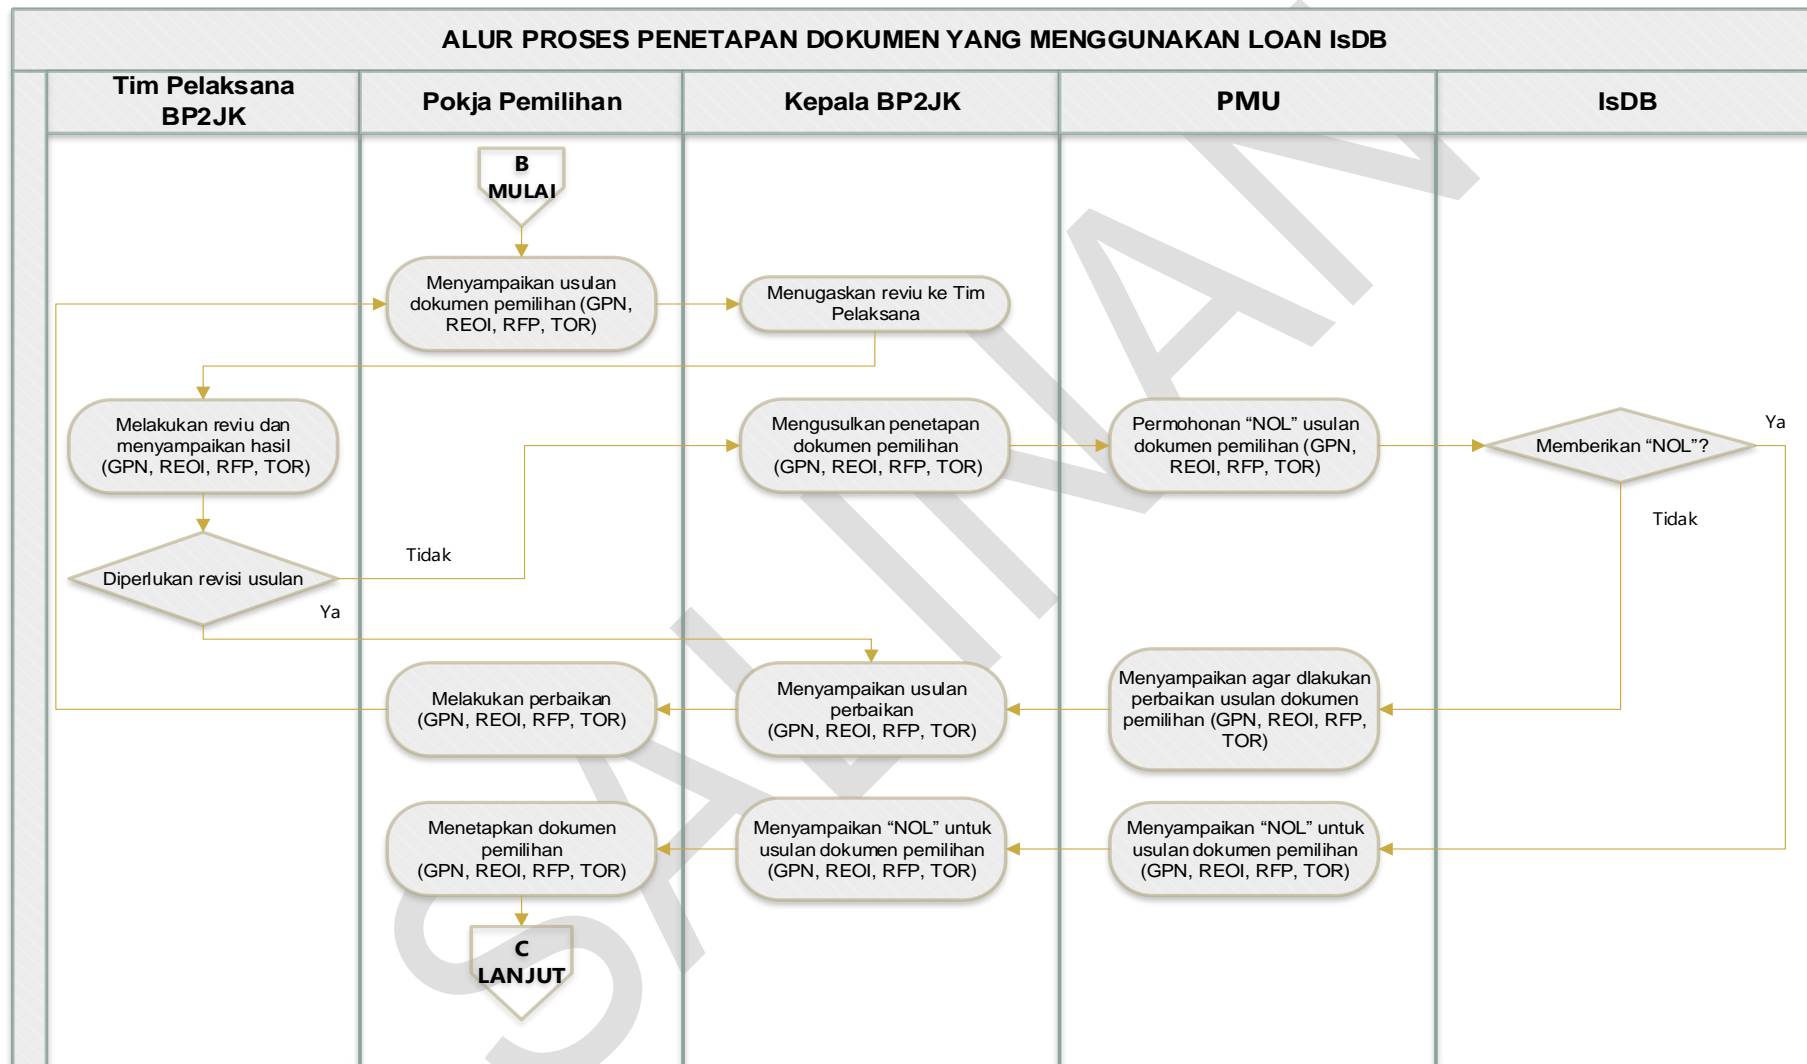 ALUR PROSES PENETAPAN DOKUMEN YANG MENGGUNAKAN LOAN IsDB
Tim Pelaksana
BP2JK
Pokja Pemilihan
Kepala BP2JK
PMU
IsDB
B
MULAI
Menyampaikan usulan
dokumen pemilihan (GPN,
REOI, RFP, TOR)
Menugaskan reviu ke Tim
Pelaksana
Melakukan reviu dan
menyampaikan hasil
(GPN, REOI, RFP, TOR)
Mengusulkan penetapan
dokumen pemilihan
(GPN, REOI, RFP, TOR)
Permohonan “NOL” usulan
dokumen pemilihan (GPN,
REOI, RFP, TOR)
Memberikan “NOL”?
Ya
Tidak
Diperlukan revisi usulan
Tidak
Ya
Melakukan perbaikan
(GPN, REOI, RFP, TOR)
Menyampaikan usulan
perbaikan
(GPN, REOI, RFP, TOR)
Menyampaikan agar dlakukan
perbaikan usulan dokumen
pemilihan (GPN, REOI, RFP,
TOR)
Menetapkan dokumen
pemilihan
(GPN, REOI, RFP, TOR)
Menyampaikan “NOL” untuk
usulan dokumen pemilihan
(GPN, REOI, RFP, TOR)
Menyampaikan “NOL” untuk
usulan dokumen pemilihan
(GPN, REOI, RFP, TOR)
C
LANJUT
SALINAN